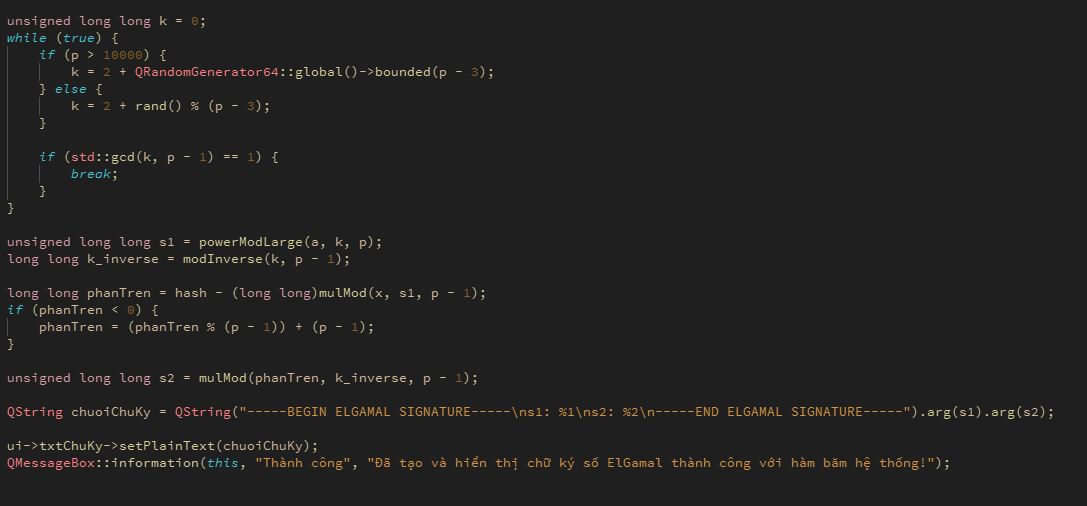 unsigned long long k = 0;
while (true) {
    if (p > 10000) {
        k = 2 + QRandomGenerator64::global()->bounded(p - 3);
    } else {
        k = 2 + rand() % (p - 3);
    }

    if (std::gcd(k, p - 1) == 1) {
        break;
    }
}

unsigned long long s1 = powerModLarge(a, k, p);
long long k_inverse = modInverse(k, p - 1);

long long phanTren = hash - (long long)mulMod(x, s1, p - 1);
if (phanTren < 0) {
    phanTren = (phanTren % (p - 1)) + (p - 1);
}

unsigned long long s2 = mulMod(phanTren, k_inverse, p - 1);

QString chuoiChuKy = QString("-----BEGIN ELGAMAL SIGNATURE-----\ns1: %1\ns2: %2\n-----END ELGAMAL SIGNATURE-----").arg(s1).arg(s2);

ui->txtChuKy->setPlainText(chuoiChuKy);
QMessageBox::information(this, "Thành công", "Đã tạo và hiển thị chữ ký số ElGamal thành công với hàm băm hệ thống!");